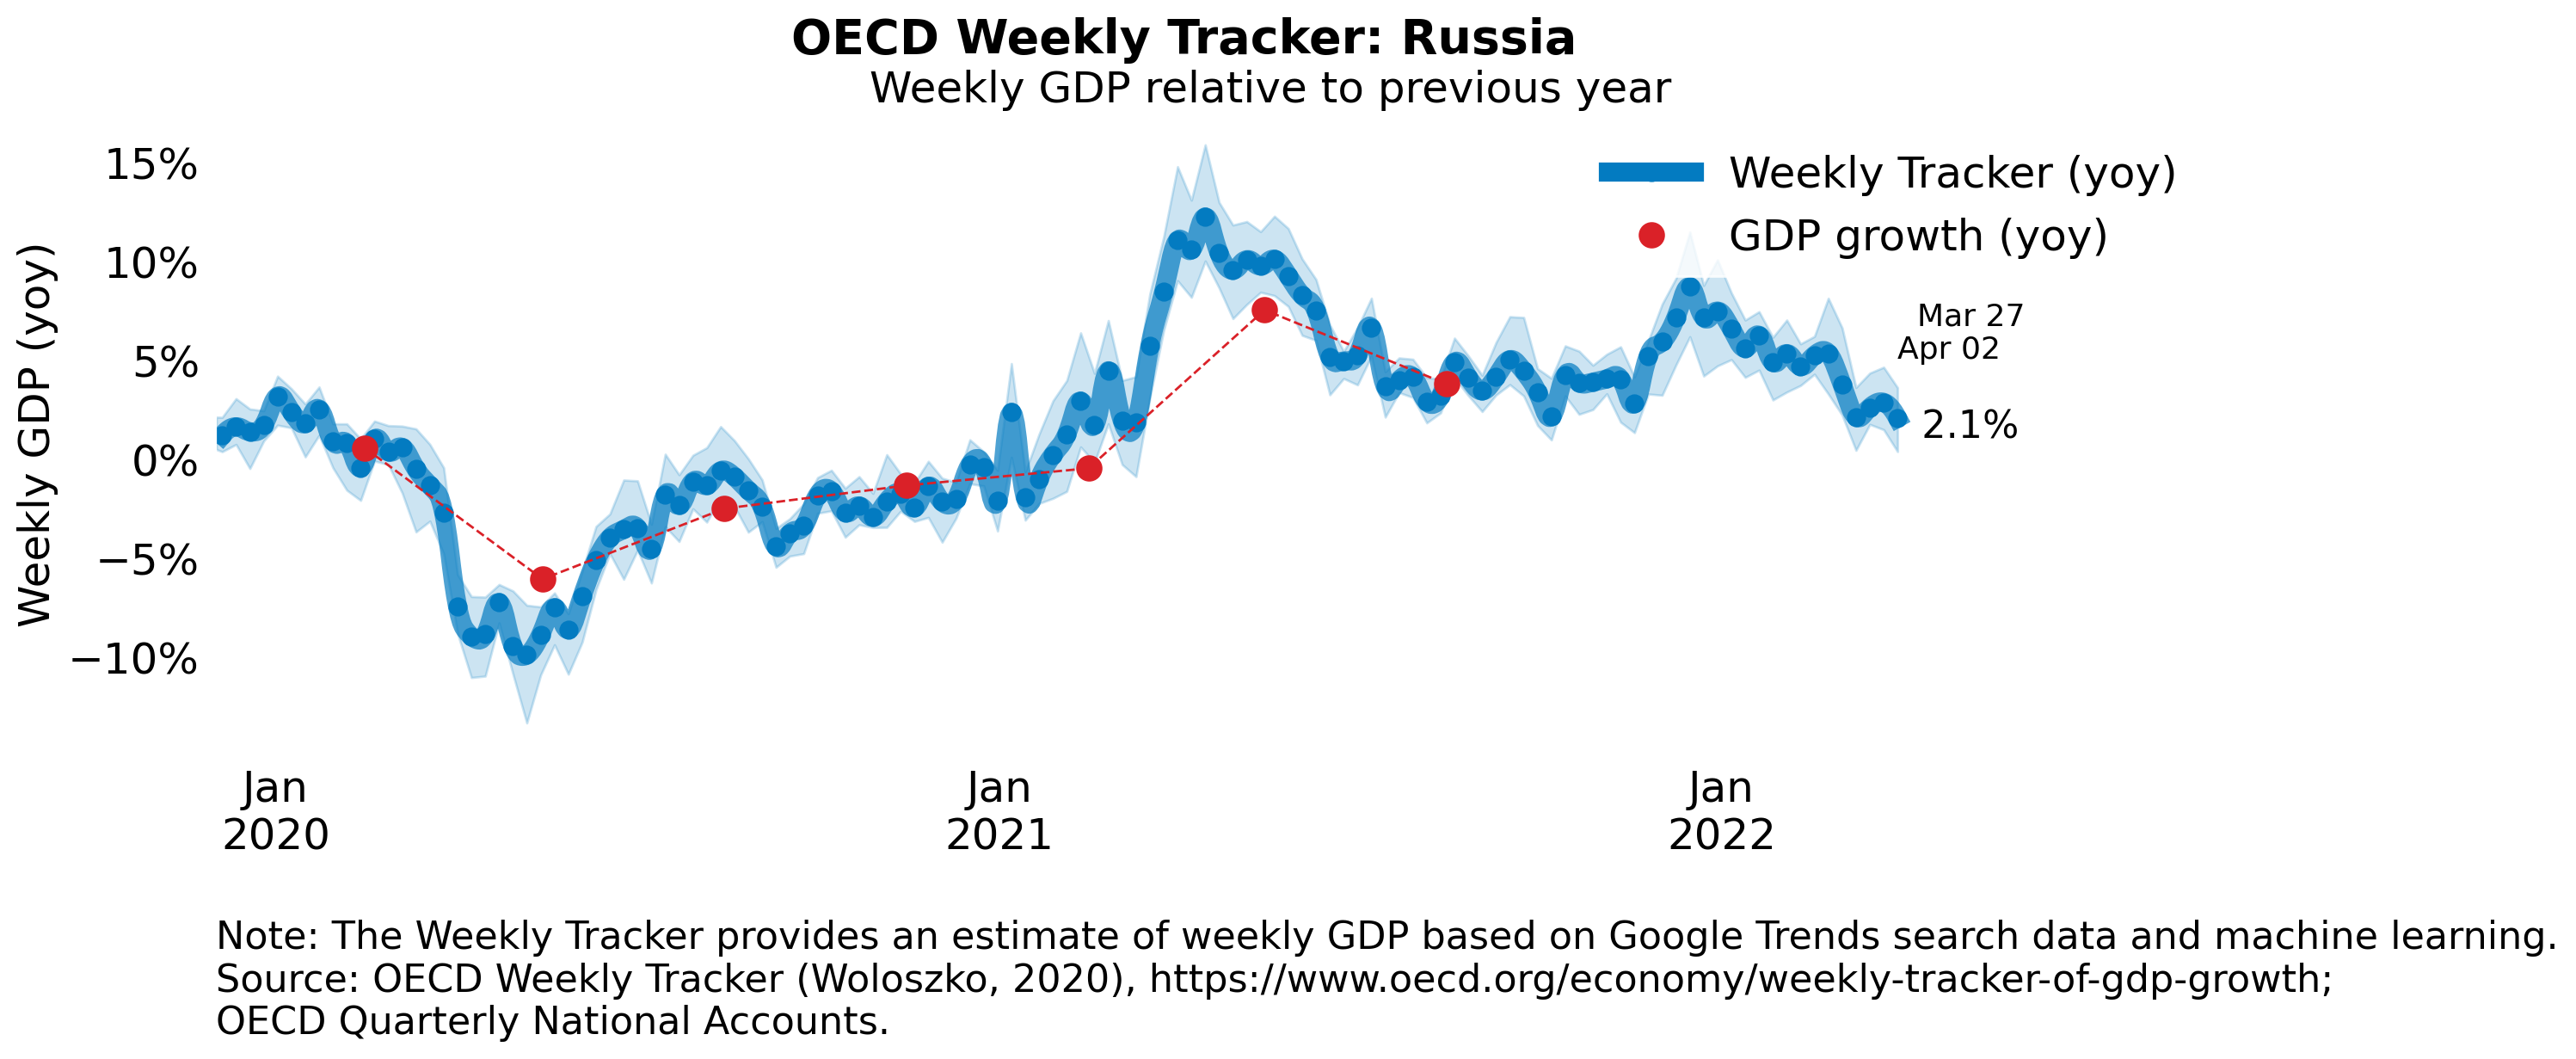 OECD Weekly Tracker: Russia
Weekly GDP relative to previous year
Weekly GDP (yoy)
15%
10%
5%
0%
−5%
−10%
Weekly Tracker (yoy)
GDP growth (yoy)
Mar 27
Apr 02
2.1%
Jan
2020
Jan
2021
Jan
2022
Note: The Weekly Tracker provides an estimate of weekly GDP based on Google Trends search data and machine learning.
Source: OECD Weekly Tracker (Woloszko, 2020), https://www.oecd.org/economy/weekly-tracker-of-gdp-growth;
OECD Quarterly National Accounts.